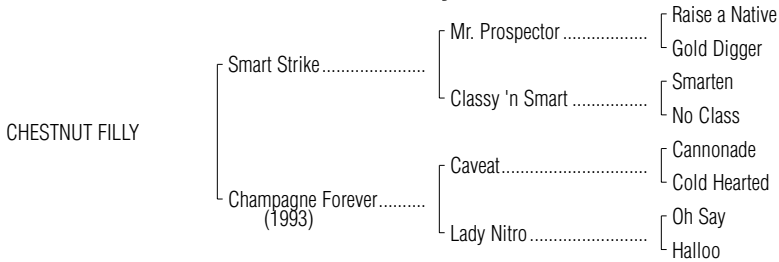 Raise a Native
Mr. Prospector ..................
Gold Digger
Smart Strike......................
Smarten
Classy 'n Smart ................
No Class
CHESTNUT FILLY
Cannonade
Caveat...............................
Cold Hearted
Champagne Forever..........
(1993)
Oh Say
Lady Nitro .........................
Halloo